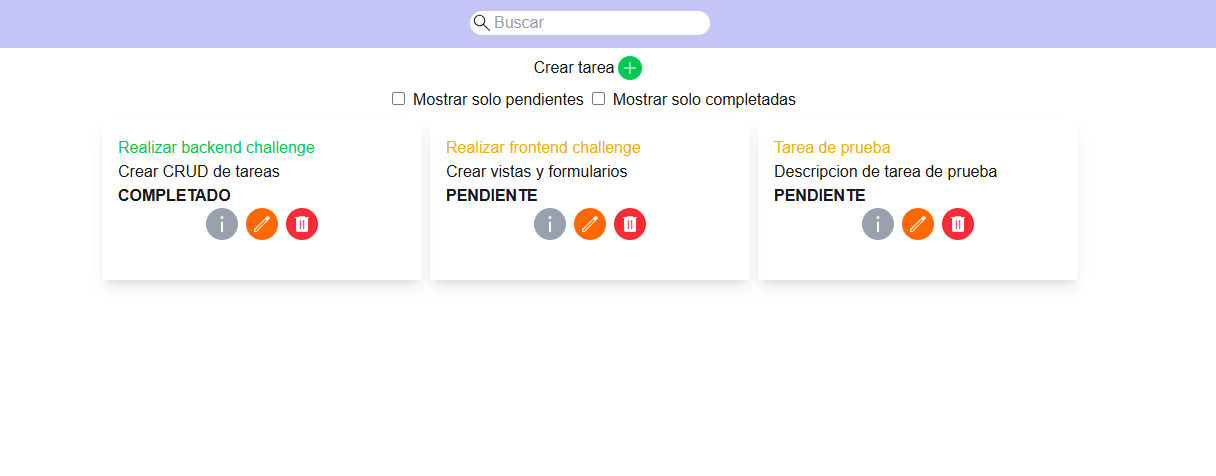 Buscar
Crear tarea
Mostrar solo pendientes Mostrar solo completadas
Realizar backend challenge
Crear CRUD de tareas
COMPLETADO
Realizar frontend challenge
Crear vistas y formularios
PENDIENTE
Tarea de prueba
Descripcion de tarea de prueba
PENDIENTE